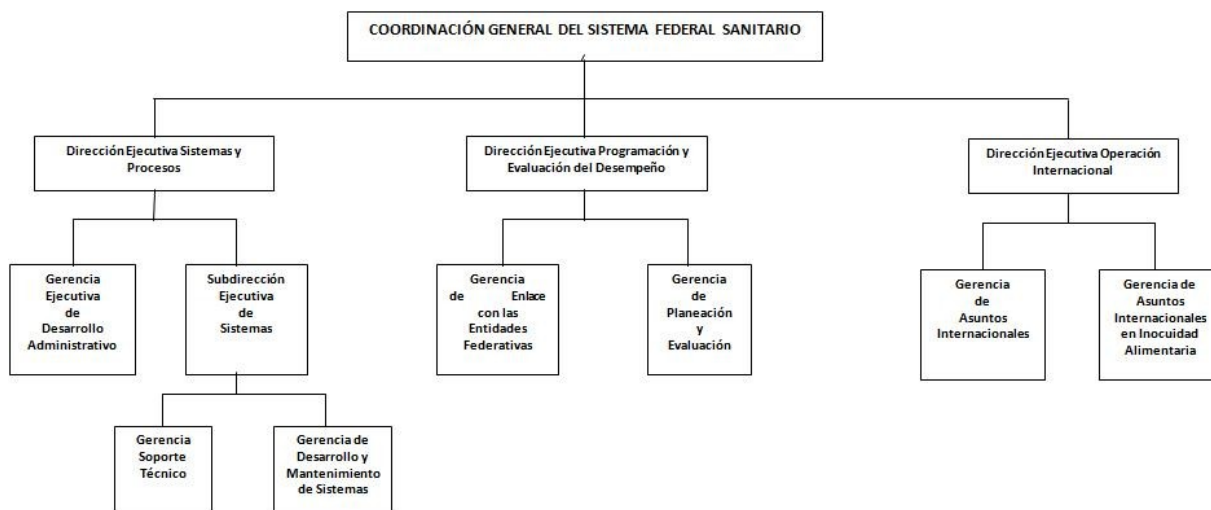 COORDINACIÓN GENERAL DEL SISTEMA FEDERAL SANITARIO
Dirección Ejecutiva Sistemas y
Procesos
Dirección Ejecutiva Programación y
Evaluación del Desempeño
Dirección Ejecutiva Operación
Internacional
Gerencia
Ejecutiva
de
Desarrollo
Administrativo
Subdirección
Ejecutiva
de
Sistemas
Gerencia
de Enlace
con las
Entidades
Federativas
Gerencia
de
Planeación
y
Evaluación
Gerencia
de
Asuntos
Internacionales
Gerencia de
Asuntos
Internacionales
en Inocuidad
Alimentaria
Gerencia
Soporte
Técnico
Gerencia de
Desarrollo y
Mantenimiento
de Sistemas